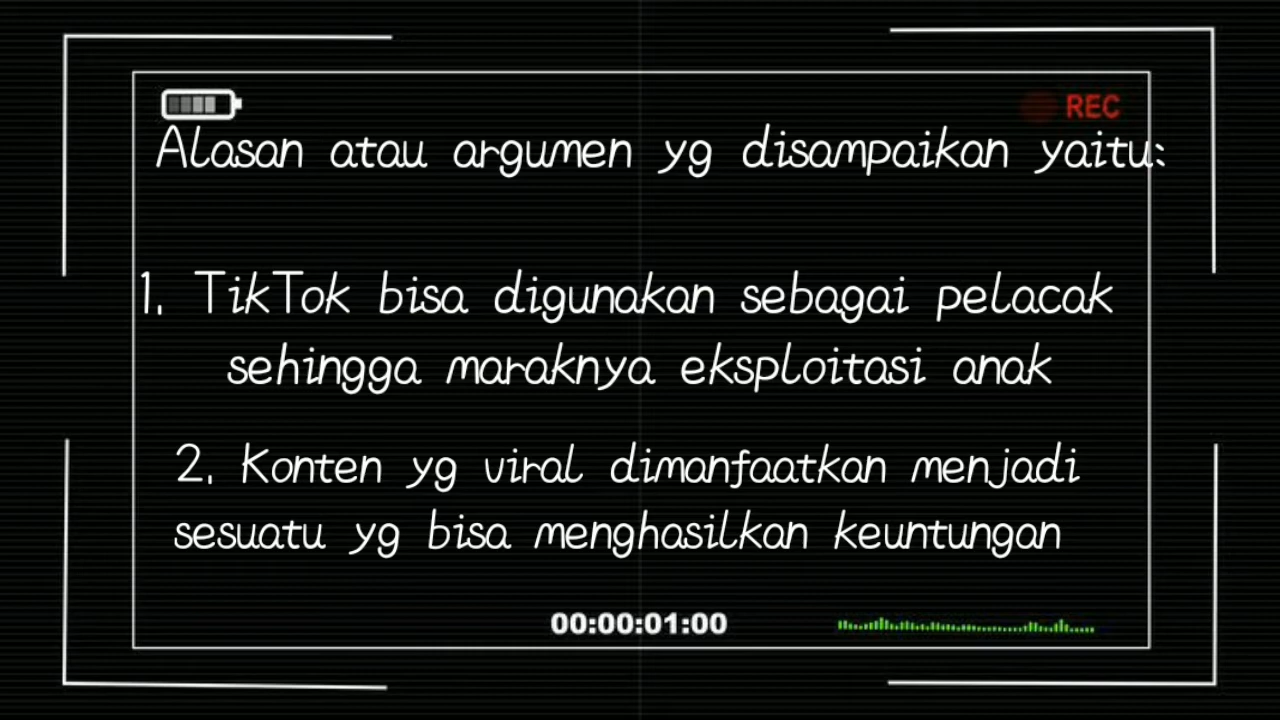 REC
Alasan atau argumen yg disampaikan yaitu:
1. TikTok bisa digunakan sebagai pelacak
sehingga maraknya eksploitasi anak
2. Konten yg viral dimanfaatkan menjadi
sesuatu yg bisa menghasilkan keuntungan
00:00:01:00